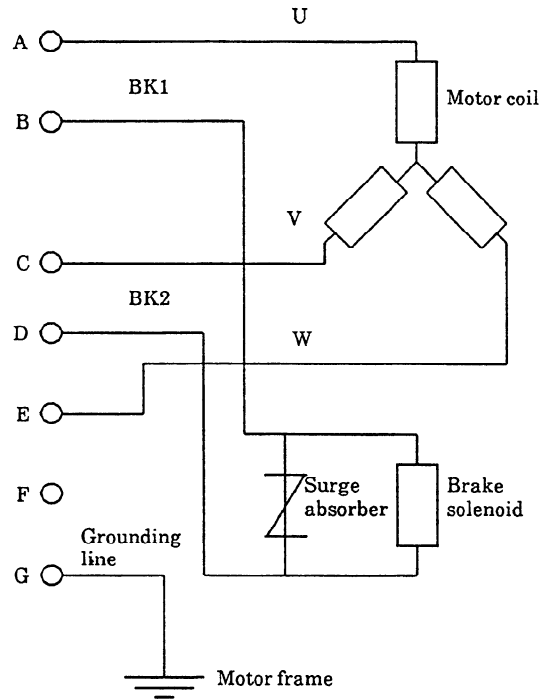 U
A
BK1
Motor coil
B
V
C
BK2
D
W
E
Surge
absorber
Brake
solenoid
F
Grounding
line
G
Motor frame